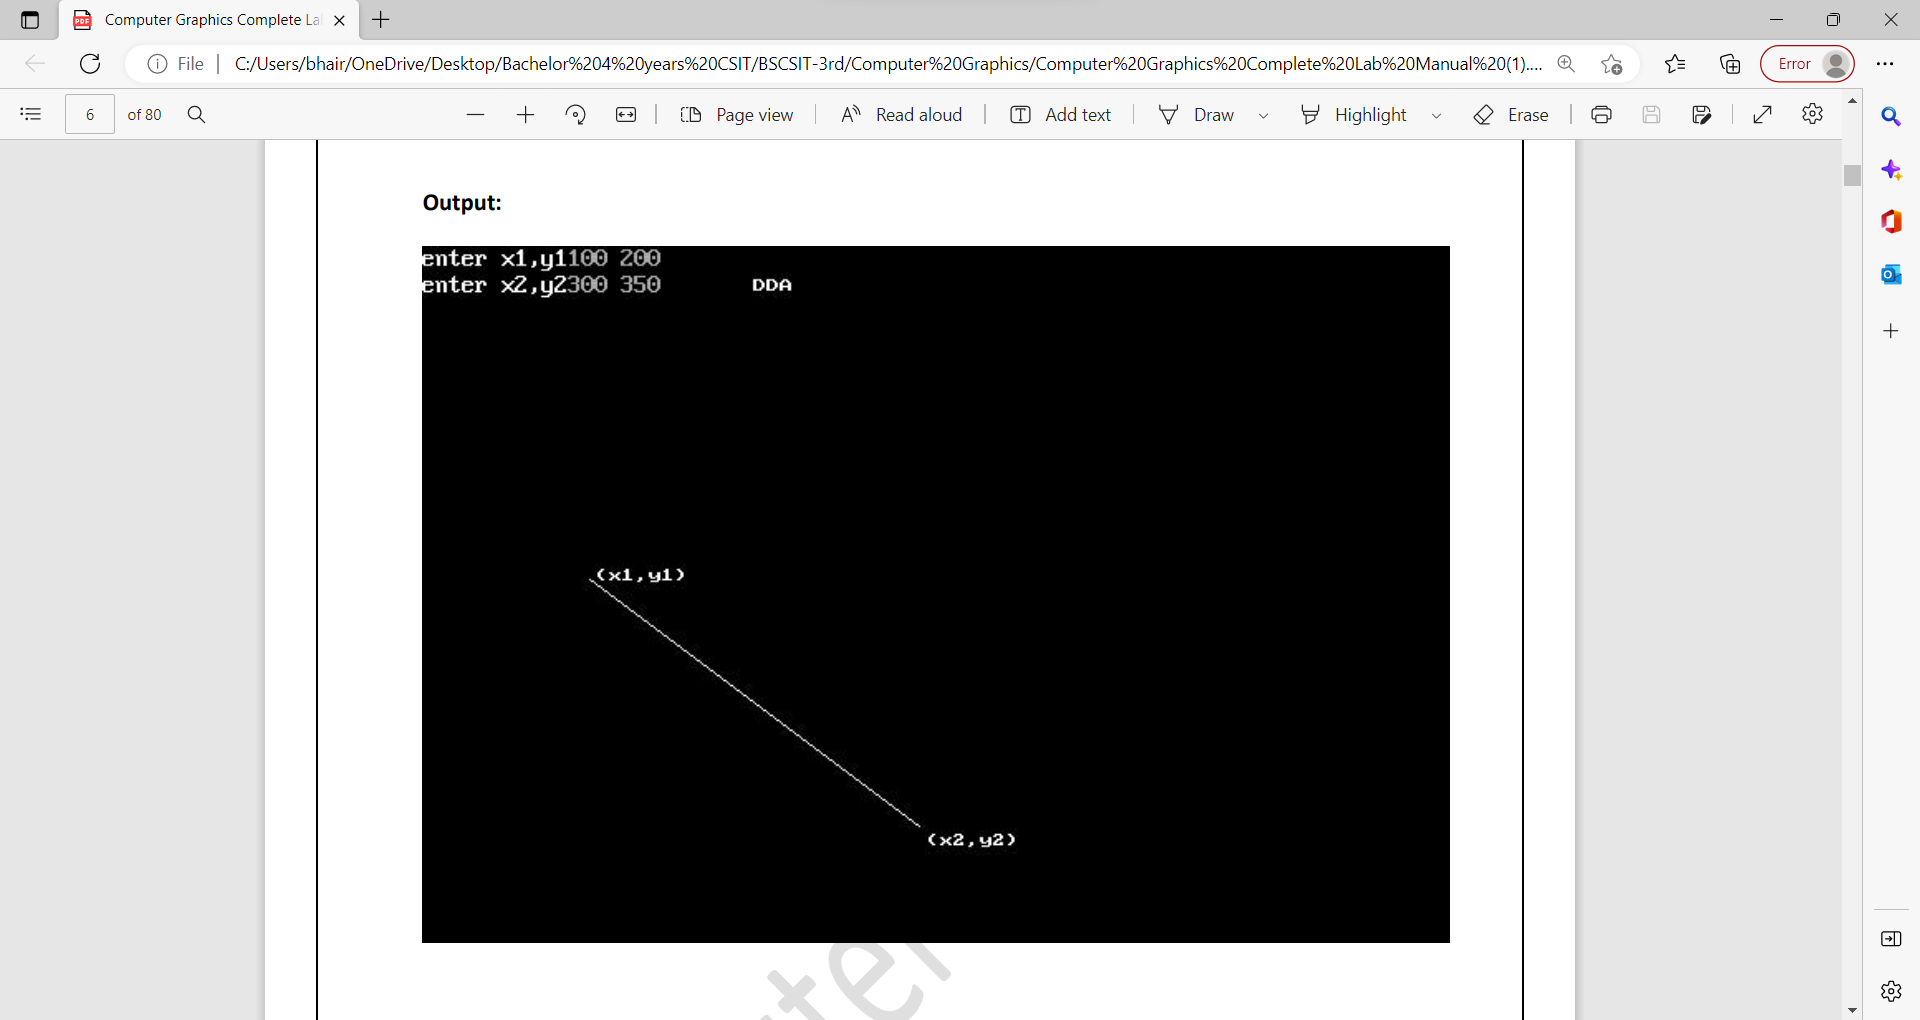 Computer Graphics Complete La
File
C:/Users/bhair/OneDrive/Desktop/Bachelor%204%20years%20CSIT/BSCSIT-3rd/Computer%20Graphics/Computer%20Graphics%20Complete%20Lab%20Manual%20(1)....
Error
6 of 80
Page view
Read aloud
Add text
Draw
Highlight
Erase
Output:
enter x1,y1100 200
enter x2,y2300 350
DDA
(x1,y1)
(x2,y2)